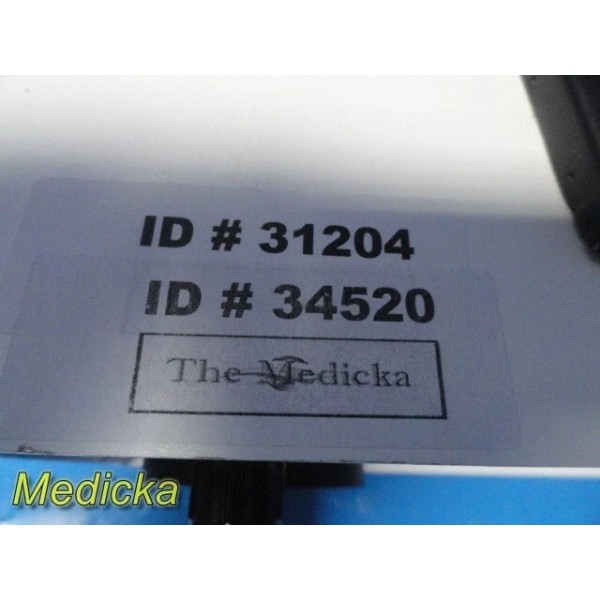 ID # 31204
ID # 34520
The Medicka
Medicka